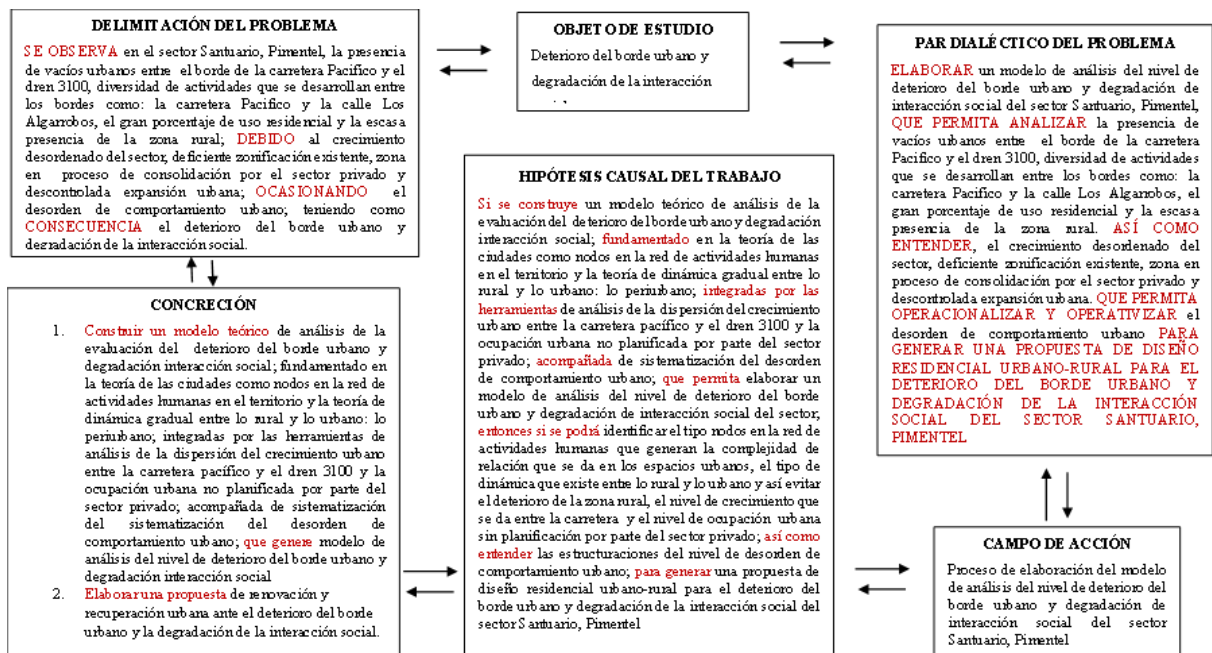 DELIMITACIÓN DEL PROBLEMA
SE OBSERVA en el sector Santuario, Pimentel, la presencia
de vacíos urbanos entre el borde de la carretera Pacifico y el
dren 3100, diversidad de actividades que se desarrollan entre
los bordes como: la carretera Pacifico y la calle Los
Algarrobos, el gran porcentaje de uso residencial y la escasa
presencia de la zona rural; DEBIDO al crecimiento
desordenado del sector, deficiente zonificación existente, zona
en proceso de consolidación por el sector privado y
descontrolada expansión urbana; OCASIONANDO el
desorden de comportamiento urbano; teniendo como
CONSECUENCIA el deterioro del borde urbano y
degradación de la interacción social.
OBJETO DE ESTUDIO
Deterioro del borde urbano y
degradación de la interacción
PAR DIALÉCTICO DEL PROBLEMA
ELABORAR un modelo de análisis del nivel de
deterioro del borde urbano y degradación de
interacción social del sector Santuario, Pimentel,
QUE PERMITA ANALIZAR la presencia de
vacíos urbanos entre el borde de la carretera
Pacifico y el dren 3100, diversidad de actividades
que se desarrollan entre los bordes como: la
carretera Pacifico y la calle Los Algarrobos, el
gran porcentaje de uso residencial y la escasa
presencia de la zona rural. ASÍ COMO
ENTENDER, el crecimiento desordenado del
sector, deficiente zonificación existente, zona en
proceso de consolidación por el sector privado y
descontrolada expansión urbana. QUE PERMITA
OPERACIONALIZAR Y OPERATIVIZAR el
desorden de comportamiento urbano PARA
GENERAR UNA PROPUESTA DE DISEÑO
RESIDENCIAL URBANO-RURAL PARA EL
DETERIORO DEL BORDE URBANO Y
DEGRADACIÓN DE LA INTERACCIÓN
SOCIAL DEL SECTOR SANTUARIO,
PIMENTEL
CONCRECIÓN
1. Construir un modelo teórico de análisis de la
evaluación del deterioro del borde urbano y
degradación interacción social; fundamentado en
la teoría de las ciudades como nodos en la red de
actividades humanas en el territorio y la teoría de
dinámica gradual entre lo rural y lo urbano: lo
periurbano; integradas por las herramientas de
análisis de la dispersión del crecimiento urbano
entre la carretera pacífico y el dren 3100 y la
ocupación urbana no planificada por parte del
sector privado; acompañada de sistematización
del sistematización del desorden de
comportamiento urbano; que genere modelo de
análisis del nivel de deterioro del borde urbano y
degradación interacción social
2. Elaborar una propuesta de renovación y
recuperación urbana ante el deterioro del borde
urbano y la degradación de la interacción social.
HIPÓTESIS CAUSAL DEL TRABAJO
Si se construye un modelo teórico de análisis de la
evaluación del deterioro del borde urbano y degradación
interacción social; fundamentado en la teoría de las
ciudades como nodos en la red de actividades humanas
en el territorio y la teoría de dinámica gradual entre lo
rural y lo urbano: lo periurbano; integradas por las
herramientas de análisis de la dispersión del crecimiento
urbano entre la carretera pacífico y el dren 3100 y la
ocupación urbana no planificada por parte del sector
privado; acompañada de sistematización del desorden
de comportamiento urbano; que permita elaborar un
modelo de análisis del nivel de deterioro del borde
urbano y degradación de interacción social del sector,
entonces si se podrá identificar el tipo nodos en la red de
actividades humanas que generan la complejidad de
relación que se da en los espacios urbanos, el tipo de
dinámica que existe entre lo rural y lo urbano y así evitar
el deterioro de la zona rural, el nivel de crecimiento que
se da entre la carretera y el nivel de ocupación urbana
sin planificación por parte del sector privado; así como
entender las estructuraciones del nivel de desorden de
comportamiento urbano; para generar una propuesta de
diseño residencial urbano-rural para el deterioro del
borde urbano y degradación de la interacción social del
sector Santuario, Pimentel
CAMPO DE ACCIÓN
Proceso de elaboración del modelo
de análisis del nivel de deterioro del
borde urbano y degradación de
interacción social del sector
Santuario, Pimentel